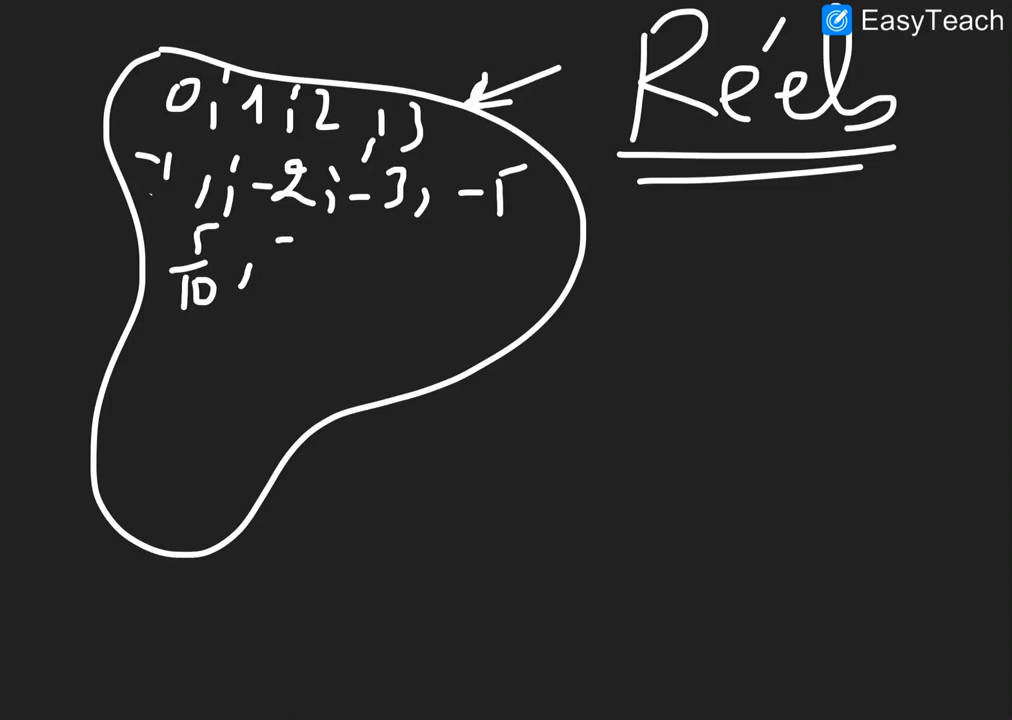 EasyTeach
Réels
0; 1; 2, 3
-1, ; -2; -3, -5
5/10, -